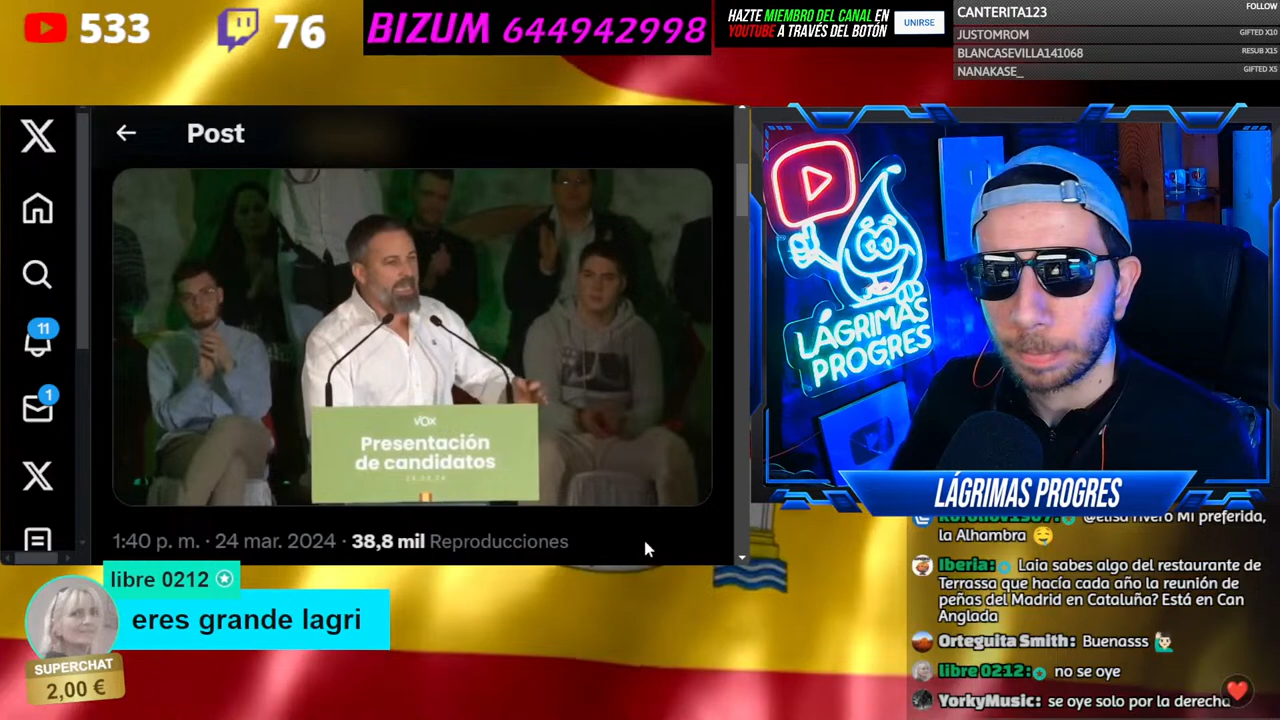 533
76
BIZUM 644942998
HAZTE MIEMBRO DEL CANAL EN
YOUTUBE A TRAVÉS DEL BOTÓN
UNIRSE
CANTERITA123 FOLLOW
JUSTOMROM GIFTED X10
BLANCASEVILLA141068 RESUB X15
NANAKASE_ GIFTED X5
Post
11
1
VOX
Presentación
de candidatos
1:40 p. m. · 24 mar. 2024 · 38,8 mil Reproducciones
LÁGRIMAS
PROGRES
LÁGRIMAS PROGRES
libre 0212
eres grande lagri
SUPERCHAT
2,00 €
@elisa rivero Mi preferida,
la Alhambra 🤤
Iberia: Laia sabes algo del restaurante de
Terrassa que hacía cada año la reunión de
peñas del Madrid en Cataluña? Está en Can
Anglada
Orteguita Smith: Buenasss 🙋🏻‍♂️
libre 0212: no se oye
YorkyMusic: se oye solo por la derecha